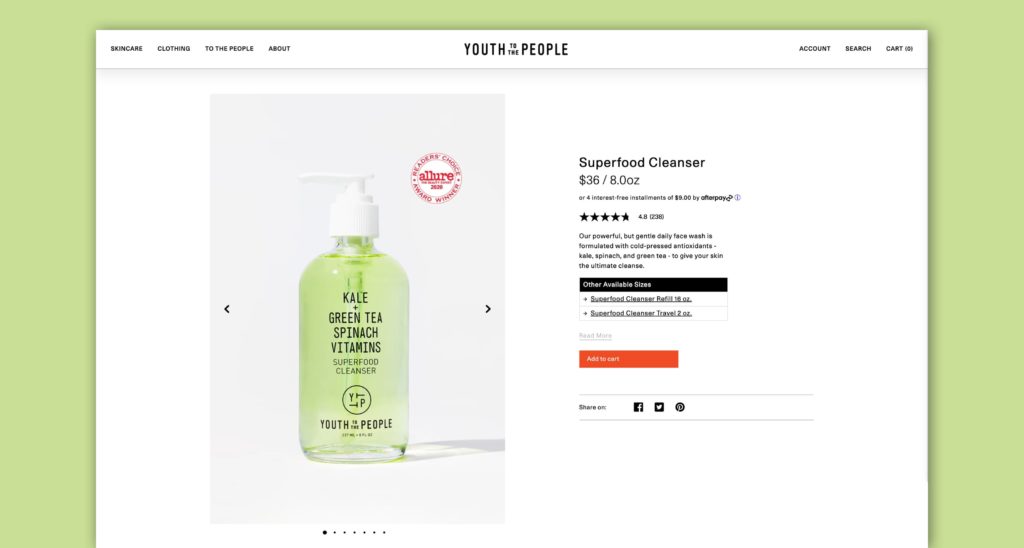 SKINCARE
CLOTHING
TO THE PEOPLE
ABOUT
YOUTH TO THE PEOPLE
ACCOUNT
SEARCH
CART (0)
READERS' CHOICE
allure
THE BEAUTY EXPERT
2020
AWARD WINNER
KALE
+
GREEN TEA
SPINACH
VITAMINS
SUPERFOOD
CLEANSER
Y TTP
YOUTH TO THE PEOPLE
237 ML • 8 FL OZ
Superfood Cleanser
$36 / 8.0oz
or 4 interest-free installments of $9.00 by afterpay
4.8 (238)
Our powerful, but gentle daily face wash is
formulated with cold-pressed antioxidants -
kale, spinach, and green tea - to give your skin
the ultimate cleanse.
Other Available Sizes
→ Superfood Cleanser Refill 16 oz.
→ Superfood Cleanser Travel 2 oz.
Read More
Add to cart
Share on: